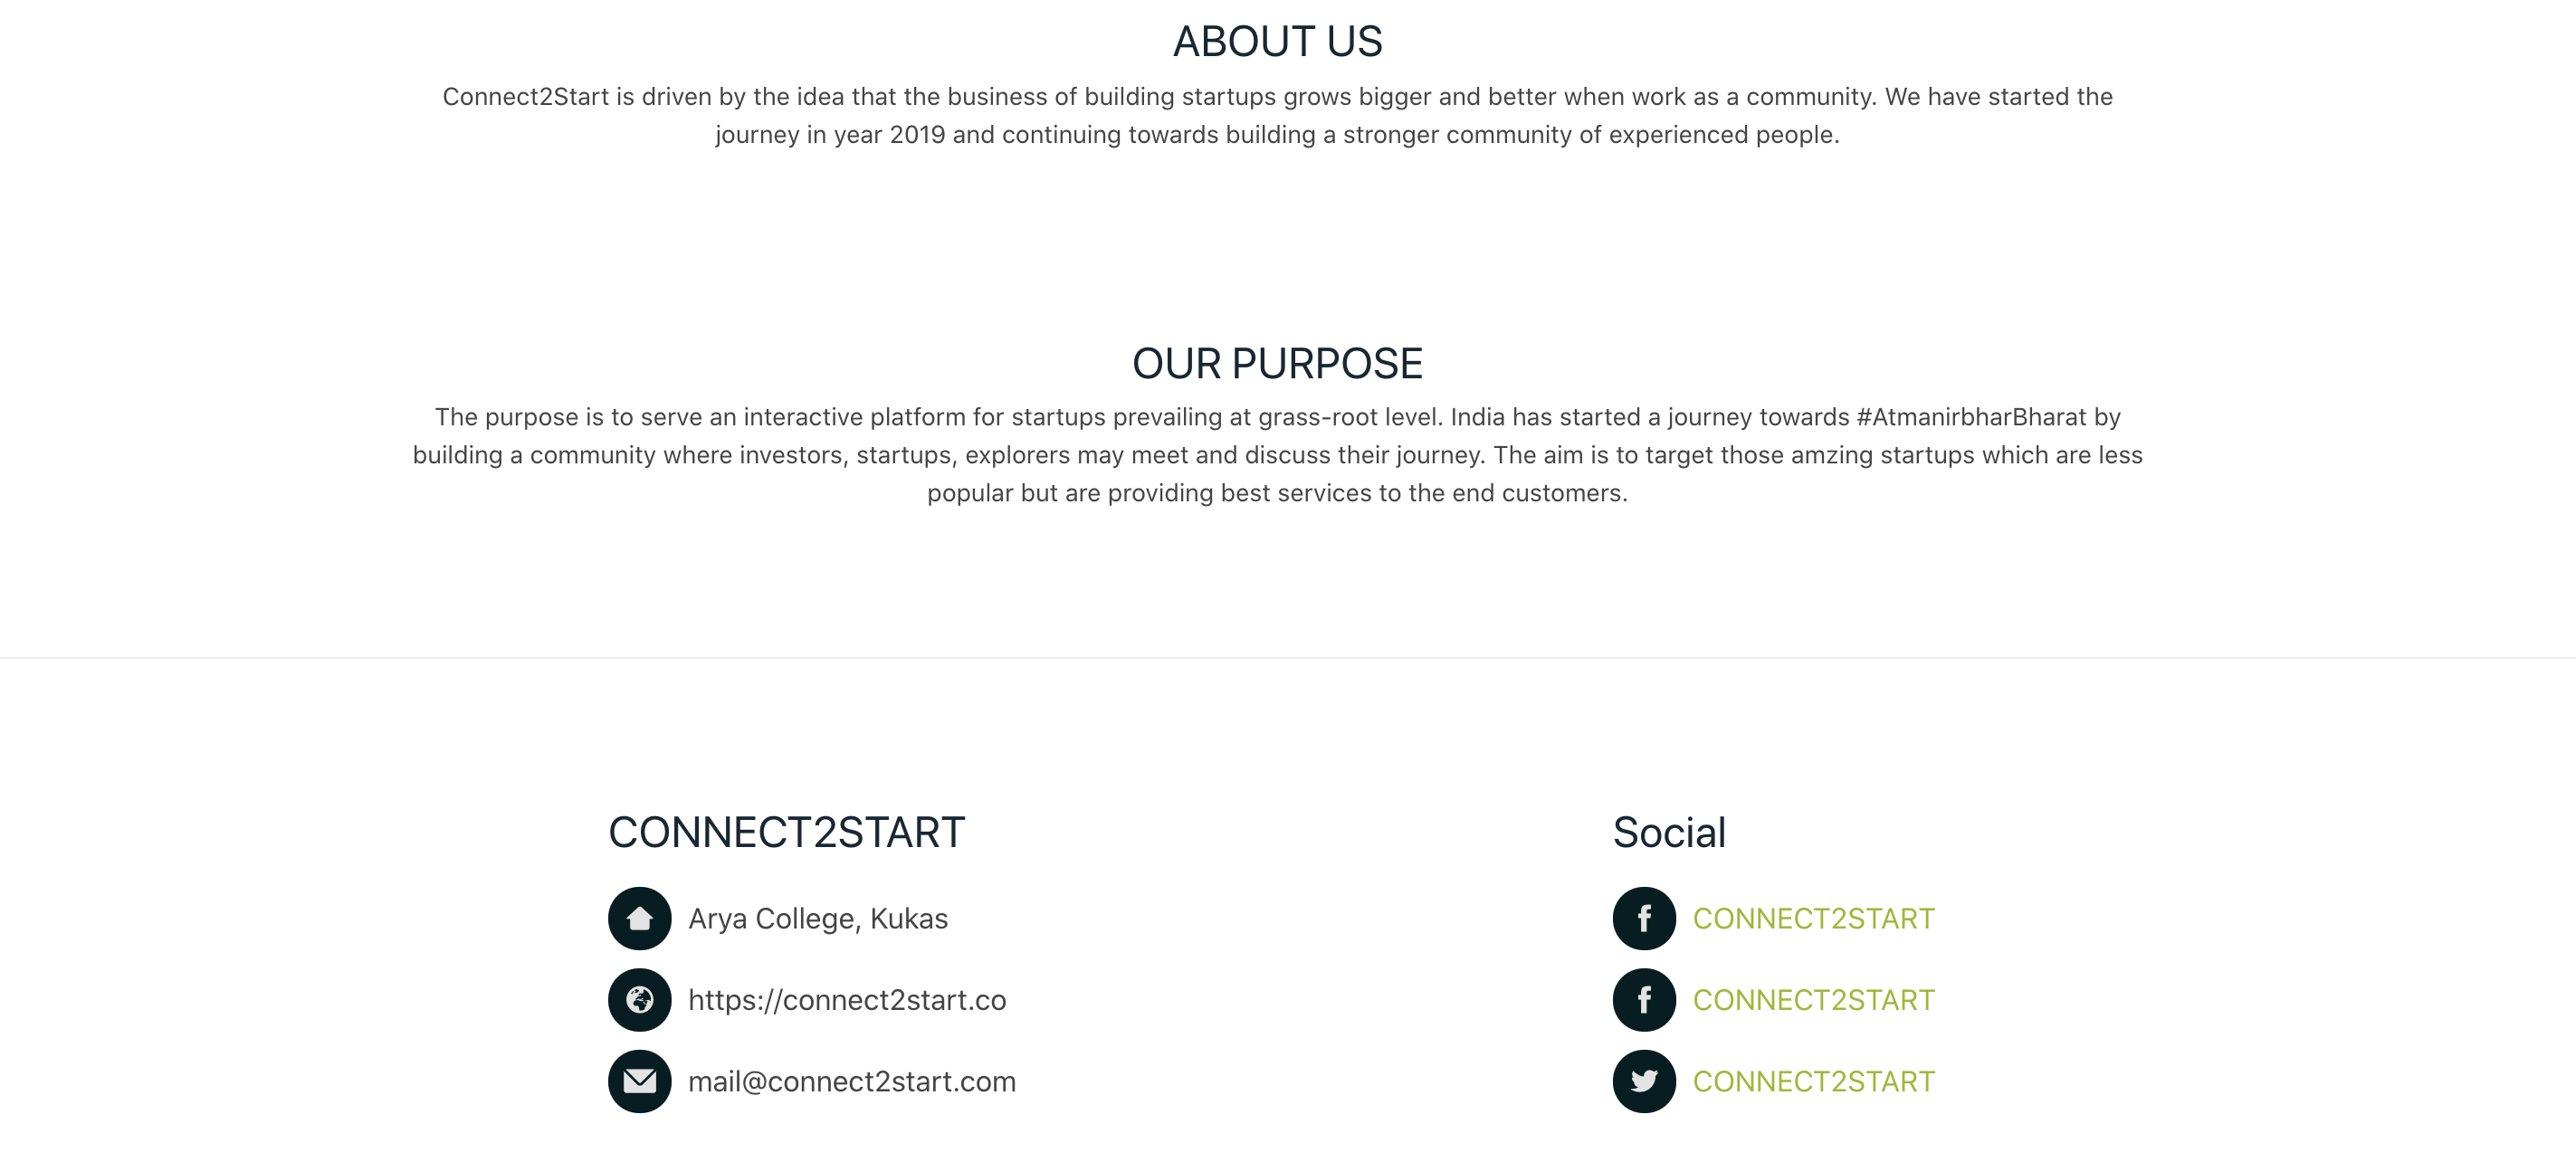 ABOUT US
Connect2Start is driven by the idea that the business of building startups grows bigger and better when work as a community. We have started the
journey in year 2019 and continuing towards building a stronger community of experienced people.
OUR PURPOSE
The purpose is to serve an interactive platform for startups prevailing at grass-root level. India has started a journey towards #AtmanirbharBharat by
building a community where investors, startups, explorers may meet and discuss their journey. The aim is to target those amzing startups which are less
popular but are providing best services to the end customers.
CONNECT2START
Arya College, Kukas
https://connect2start.co
mail@connect2start.com
Social
CONNECT2START
CONNECT2START
CONNECT2START